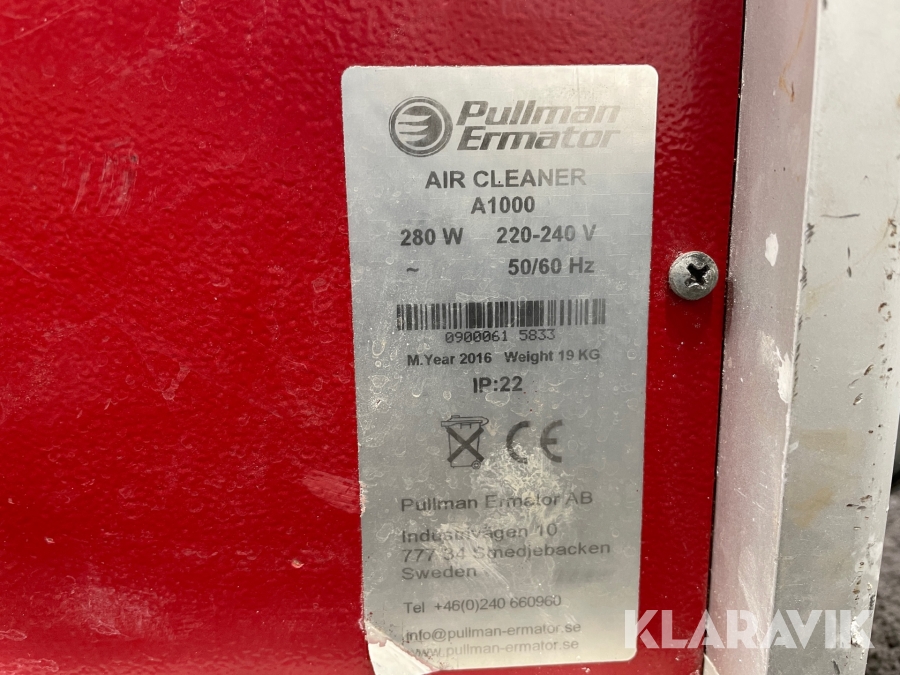 Pullman
Ermator
AIR CLEANER
A1000
280 W 220-240 V
~ 50/60 Hz
0900061 5833
M.Year 2016 Weight 19 KG
IP:22
CE
Pullman Ermator AB
Industrivägen 10
777 34 Smedjebacken
Sweden
Tel +46(0)240 660960
info@pullman-ermator.se
www.pullman-ermator.se
KLARAVIK